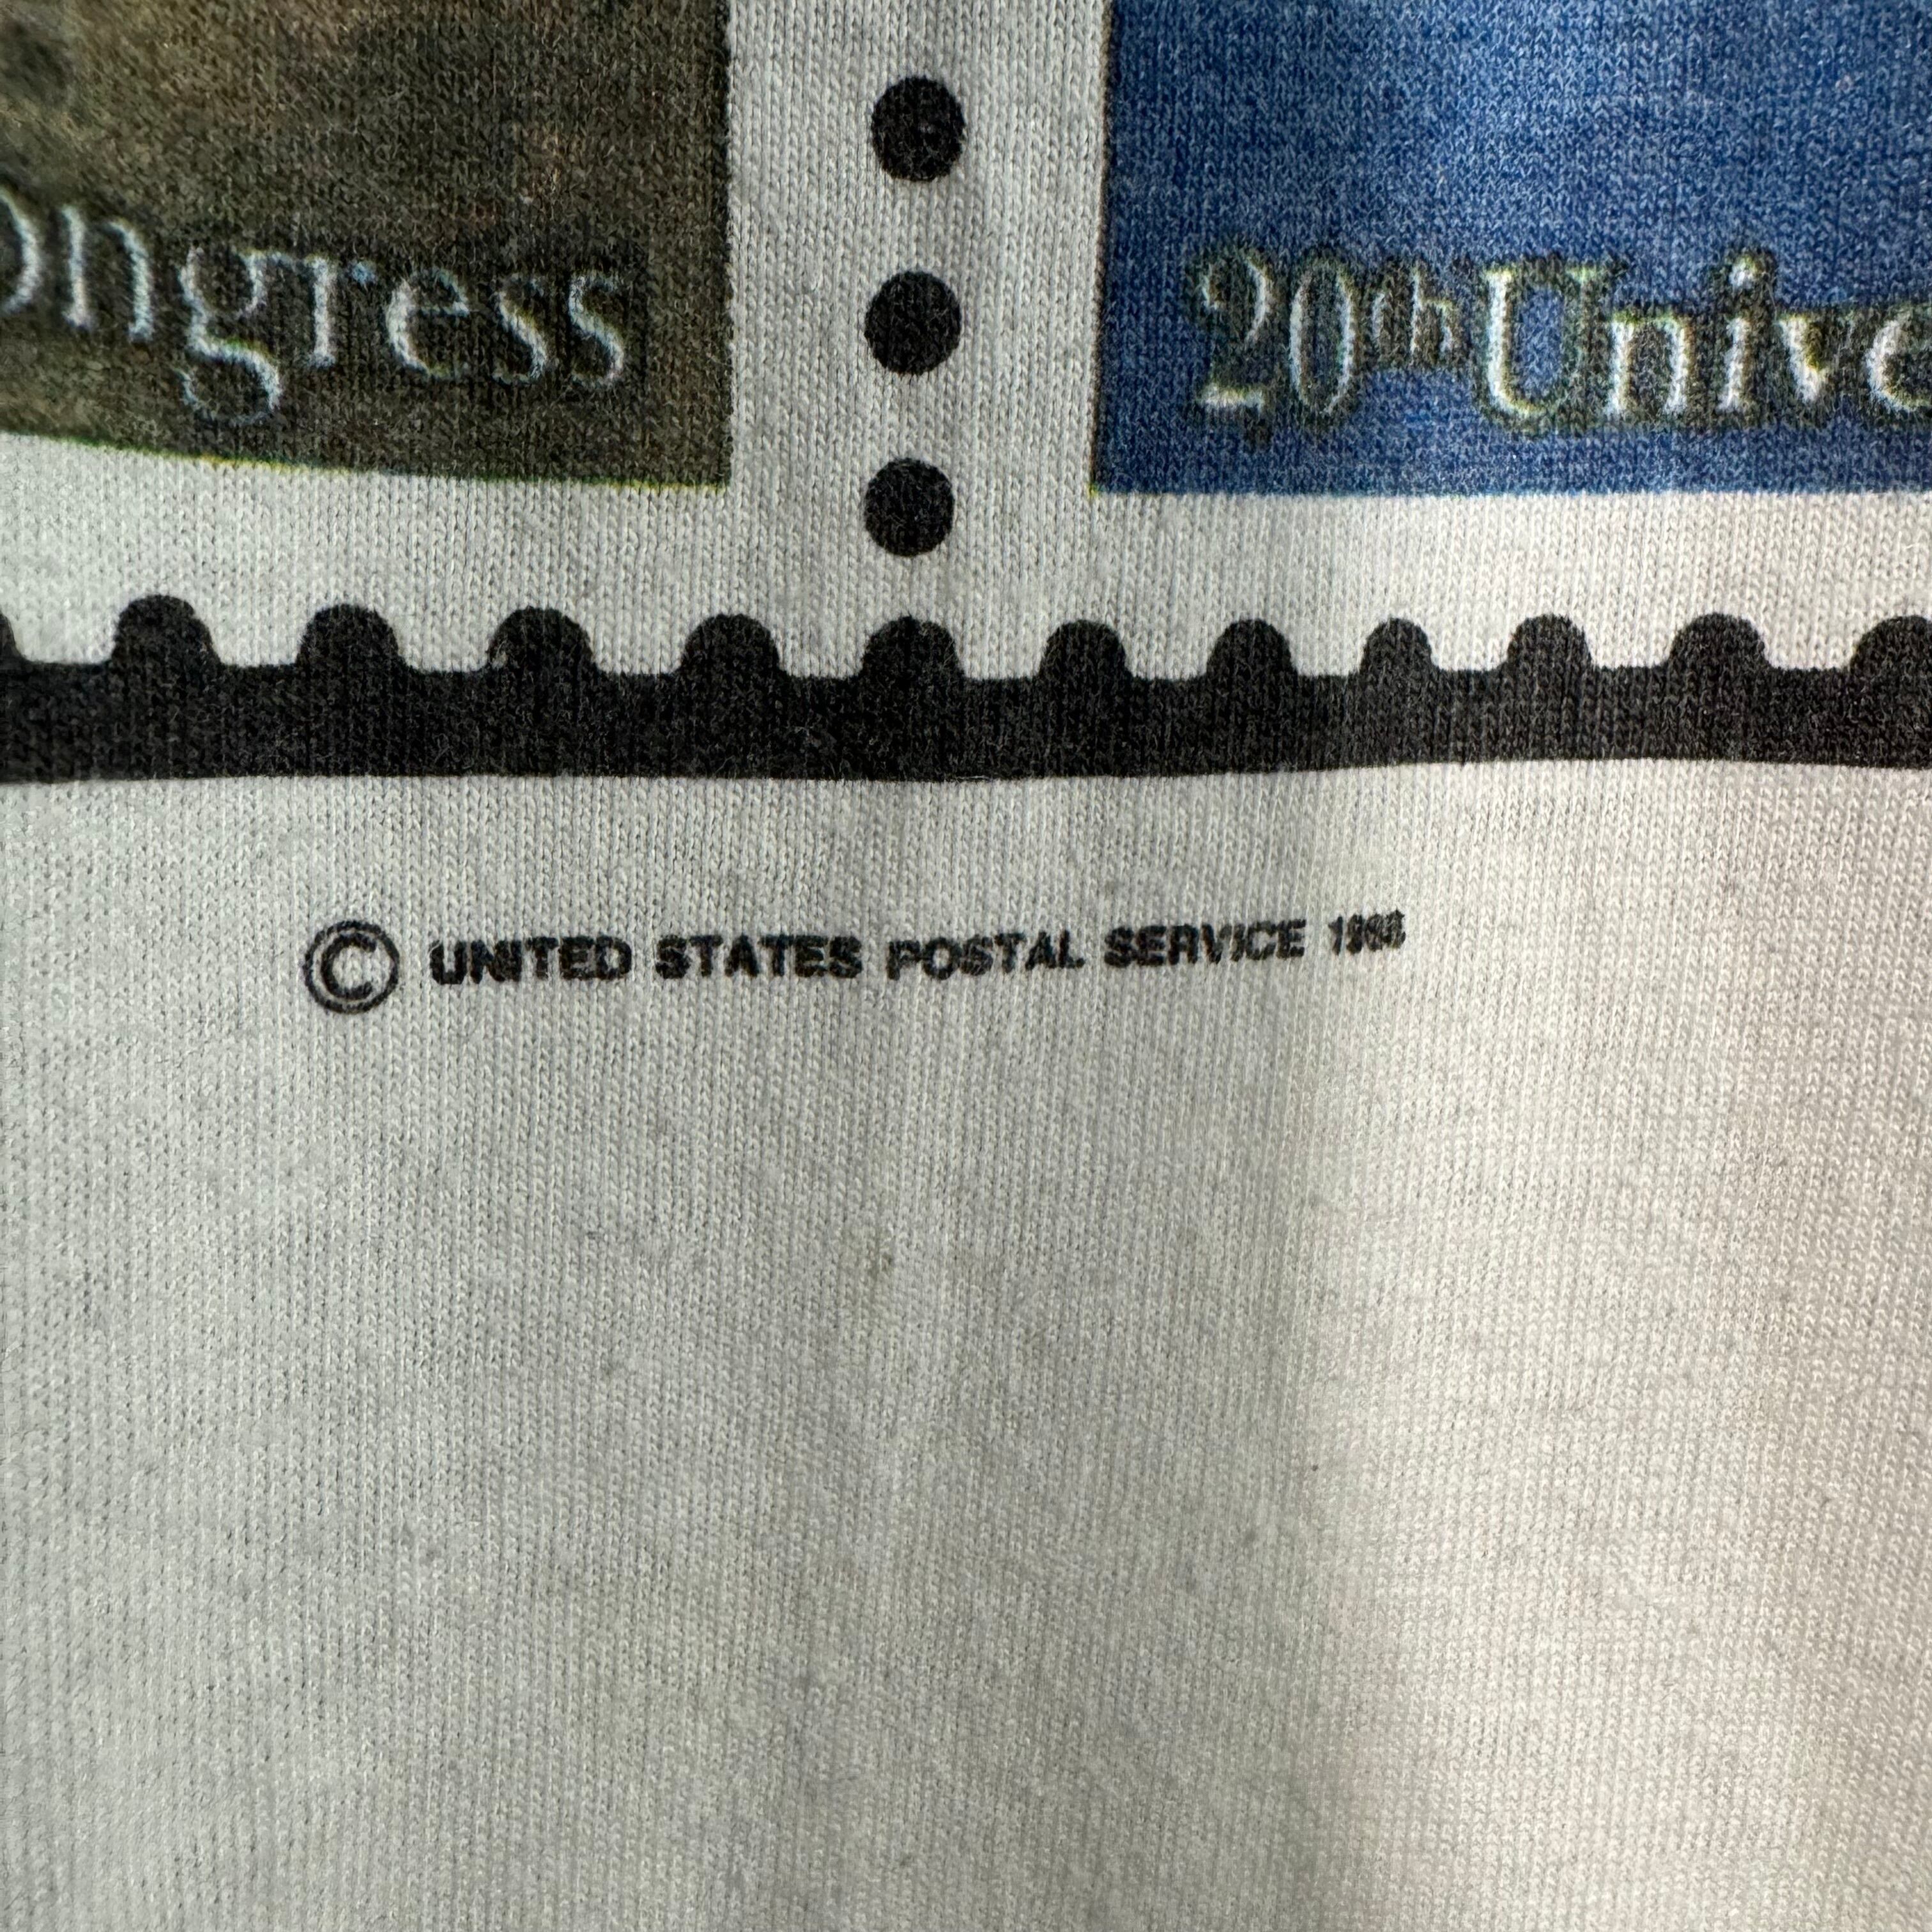 ongress
20th Unive
© UNITED STATES POSTAL SERVICE